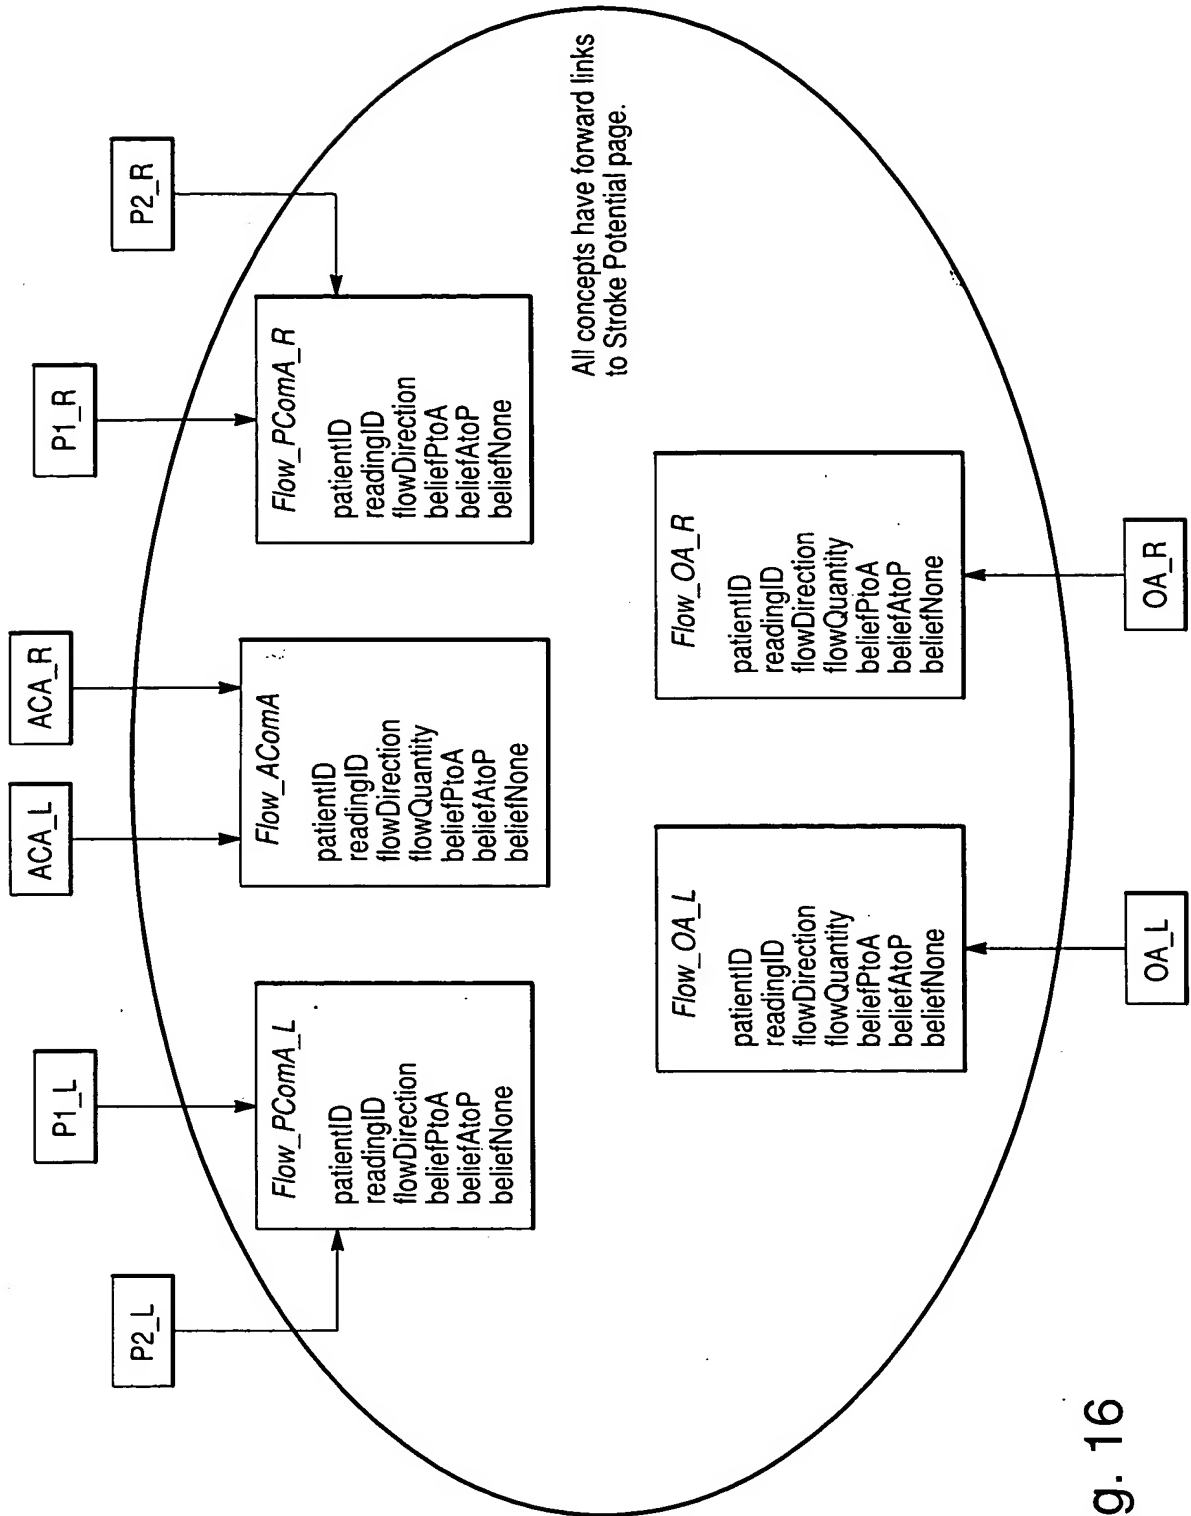 P2_L
P1_L
ACA_L
ACA_R
P1_R
P2_R
Flow_PComA_L
patientID
readingID
flowDirection
beliefPtoA
beliefAtoP
beliefNone
Flow_AComA
patientID
readingID
flowDirection
flowQuantity
beliefPtoA
beliefAtoP
beliefNone
Flow_PComA_R
patientID
readingID
flowDirection
beliefPtoA
beliefAtoP
beliefNone
All concepts have forward links
to Stroke Potential page.
Flow_OA_L
patientID
readingID
flowDirection
flowQuantity
beliefPtoA
beliefAtoP
beliefNone
Flow_OA_R
patientID
readingID
flowDirection
flowQuantity
beliefPtoA
beliefAtoP
beliefNone
OA_L
OA_R
g. 16